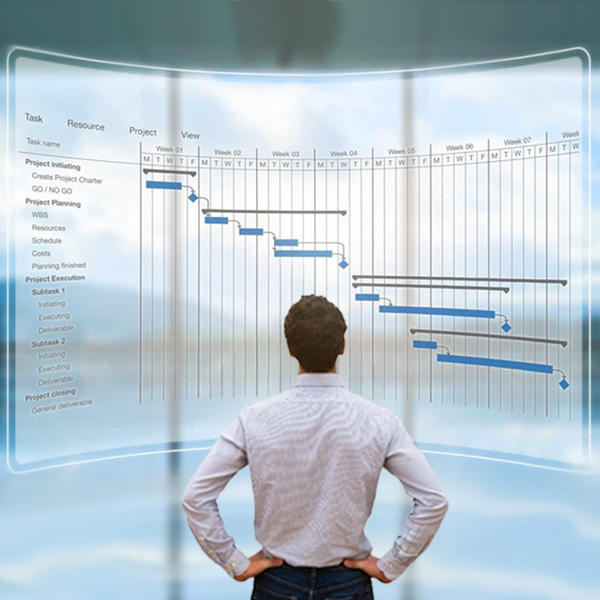 Task Resource Project View
Task name
Week 01 Week 02 Week 03 Week 04 Week 05 Week 06 Week 07 Week
M T W T F M T W T F M T W T F M T W T F M T W T F M T W T F M T W T F M T W
Project initiating
Create Project Charter
GO / NO GO
Project Planning
WBS
Resources
Schedule
Costs
Planning finished
Project Execution
Subtask 1
Initiating
Executing
Deliverable
Subtask 2
Initiating
Executing
Deliverable
Project closing
General deliverable